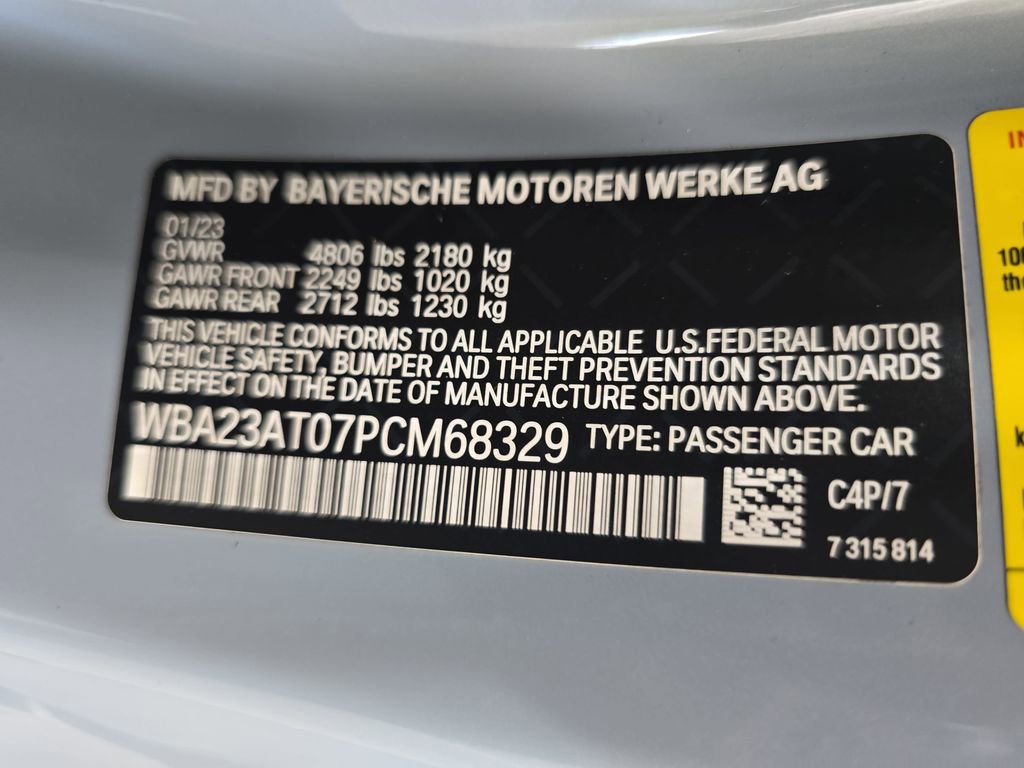 MFD BY BAYERISCHE MOTOREN WERKE AG
01/23
GVWR 4806 lbs 2180 kg
GAWR FRONT 2249 lbs 1020 kg
GAWR REAR 2712 lbs 1230 kg
THIS VEHICLE CONFORMS TO ALL APPLICABLE U.S.FEDERAL MOTOR
VEHICLE SAFETY, BUMPER AND THEFT PREVENTION STANDARDS
IN EFFECT ON THE DATE OF MANUFACTURE SHOWN ABOVE.
WBA23AT07PCM68329 TYPE: PASSENGER CAR
C4P/7
7 315 814